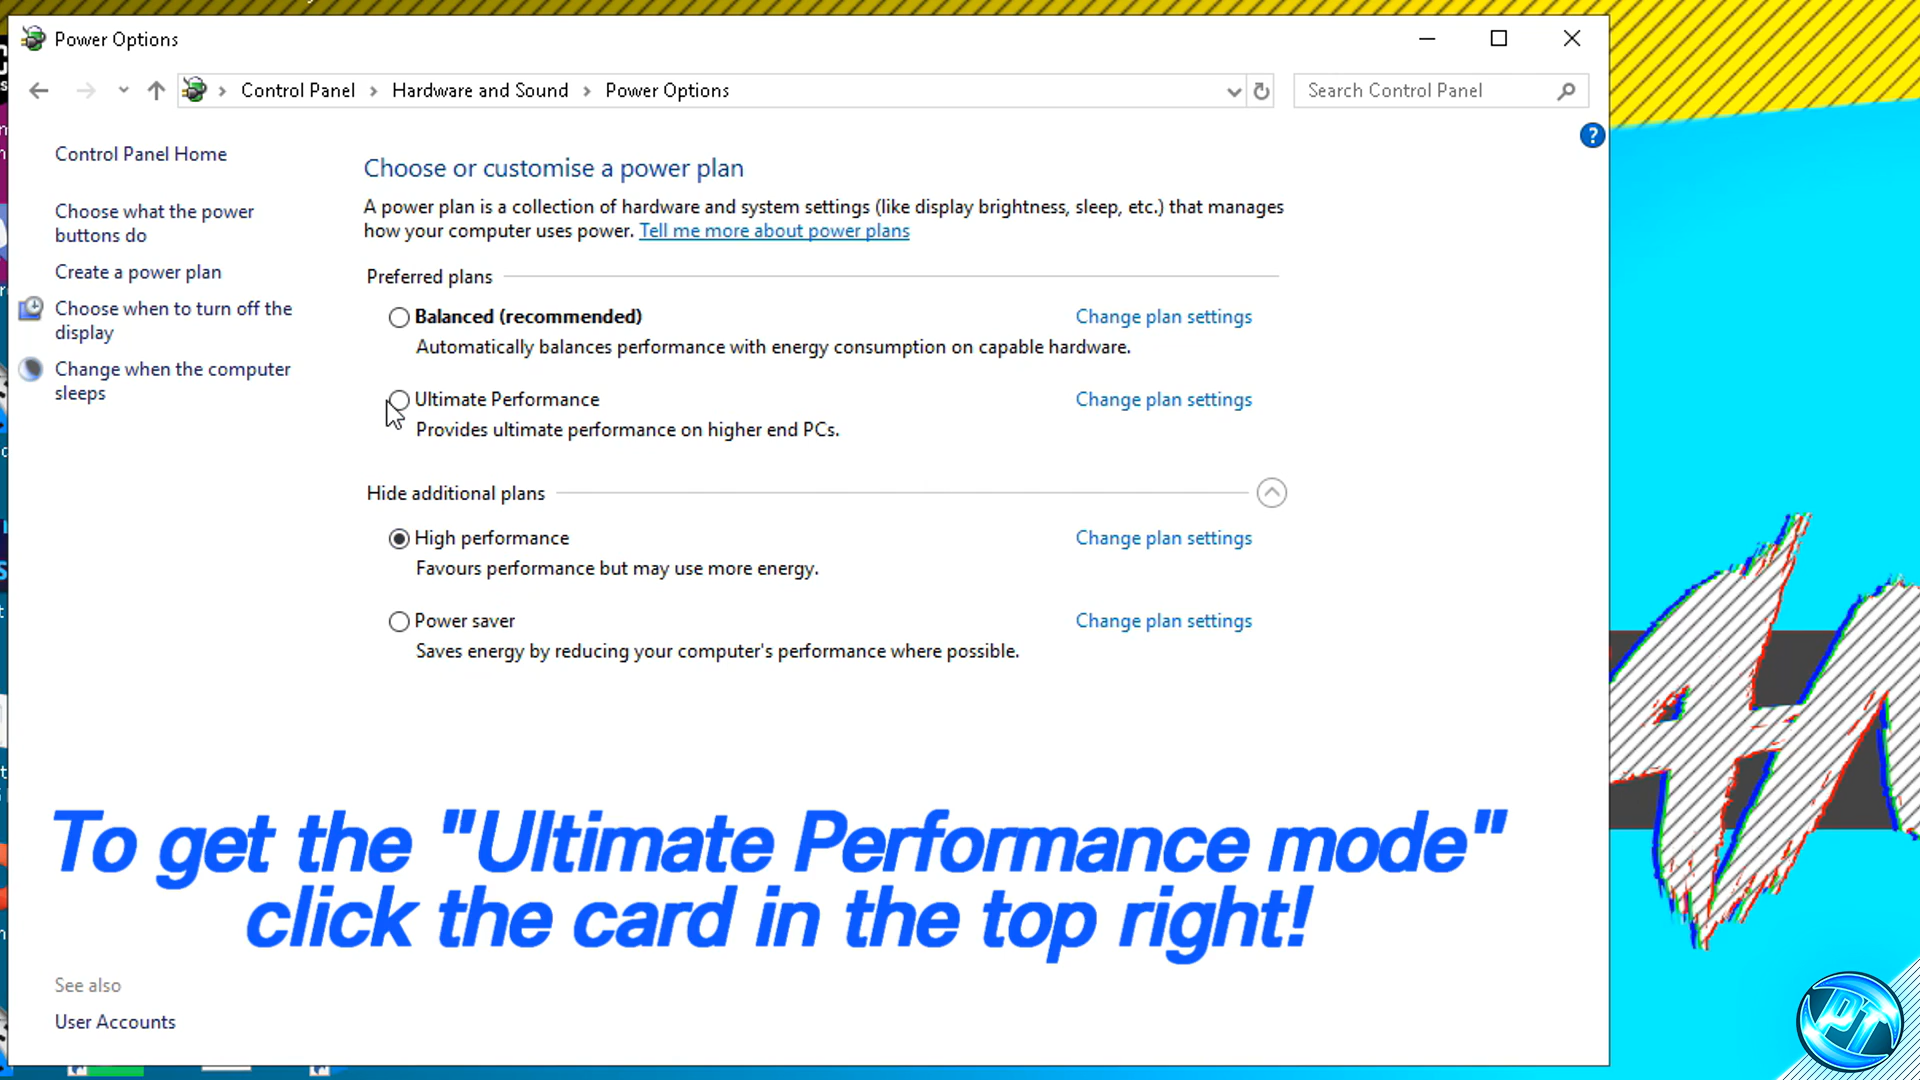 Power Options
Control Panel > Hardware and Sound > Power Options
Search Control Panel
?
Control Panel Home
Choose what the power
buttons do
Create a power plan
Choose when to turn off the
display
Change when the computer
sleeps
Choose or customise a power plan
A power plan is a collection of hardware and system settings (like display brightness, sleep, etc.) that manages
how your computer uses power. Tell me more about power plans
Preferred plans
Balanced (recommended) Change plan settings
Automatically balances performance with energy consumption on capable hardware.
Ultimate Performance Change plan settings
Provides ultimate performance on higher end PCs.
Hide additional plans
High performance Change plan settings
Favours performance but may use more energy.
Power saver Change plan settings
Saves energy by reducing your computer's performance where possible.
To get the "Ultimate Performance mode"
click the card in the top right!
See also
User Accounts
PT